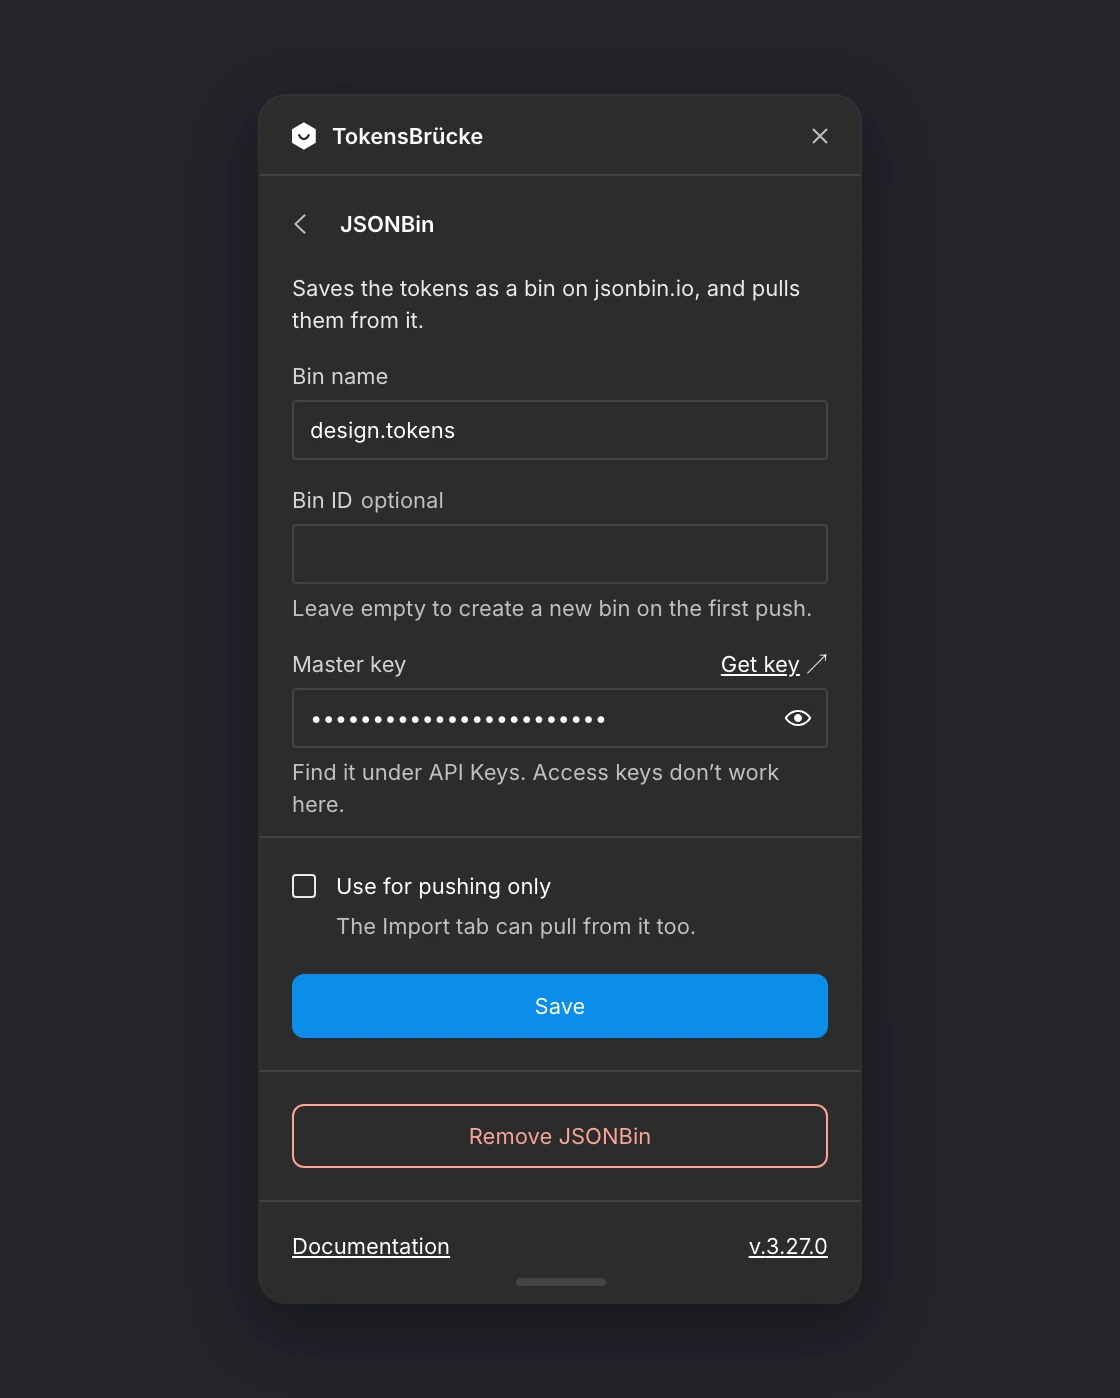 TokensBrücke
JSONBin
Saves the tokens as a bin on jsonbin.io, and pulls
them from it.
Bin name
design.tokens
Bin ID optional
Leave empty to create a new bin on the first push.
Master key
Get key
••••••••••••••••••••••••
Find it under API Keys. Access keys don’t work
here.
Use for pushing only
The Import tab can pull from it too.
Save
Remove JSONBin
Documentation
v.3.27.0